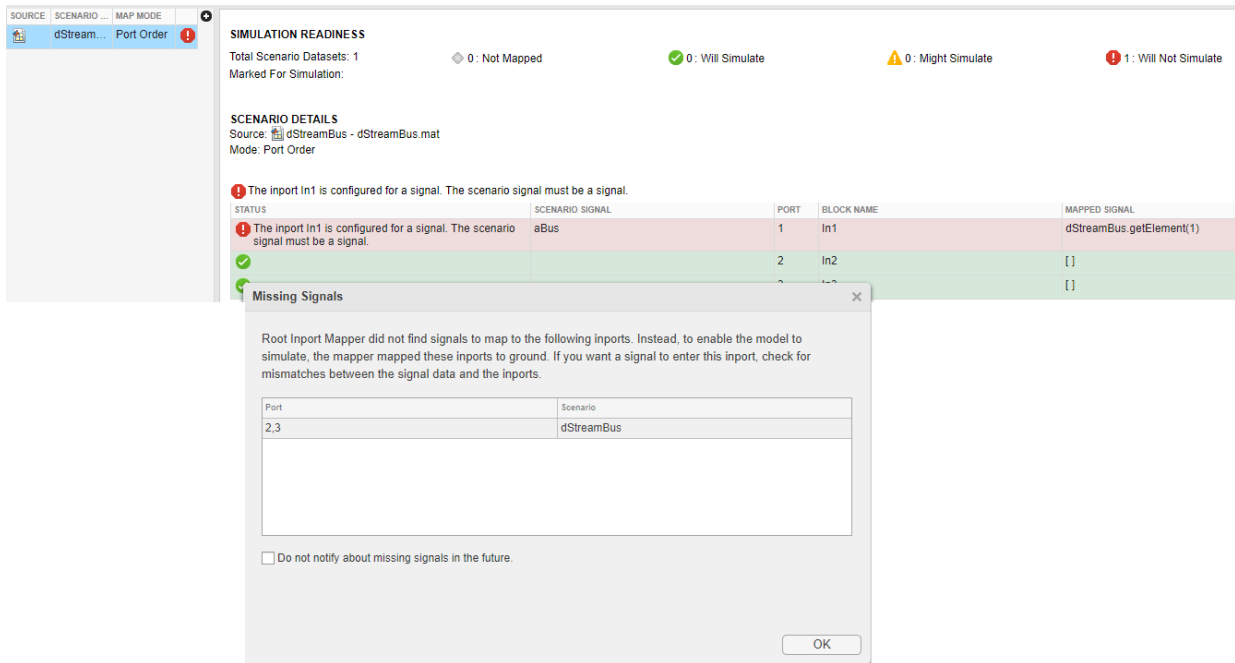 SOURCE SCENARIO ... MAP MODE
dStream... Port Order
SIMULATION READINESS
Total Scenario Datasets: 1
0 : Not Mapped
0 : Will Simulate
0 : Might Simulate
1 : Will Not Simulate
Marked For Simulation:
SCENARIO DETAILS
Source: dStreamBus - dStreamBus.mat
Mode: Port Order
The inport In1 is configured for a signal. The scenario signal must be a signal.
STATUS SCENARIO SIGNAL PORT BLOCK NAME MAPPED SIGNAL
The inport In1 is configured for a signal. The scenario aBus 1 In1 dStreamBus.getElement(1)
signal must be a signal.
2 In2 [ ]
[ ]
Missing Signals
Root Inport Mapper did not find signals to map to the following inports. Instead, to enable the model to
simulate, the mapper mapped these inports to ground. If you want a signal to enter this inport, check for
mismatches between the signal data and the inports.
Port Scenario
2,3 dStreamBus
Do not notify about missing signals in the future.
OK